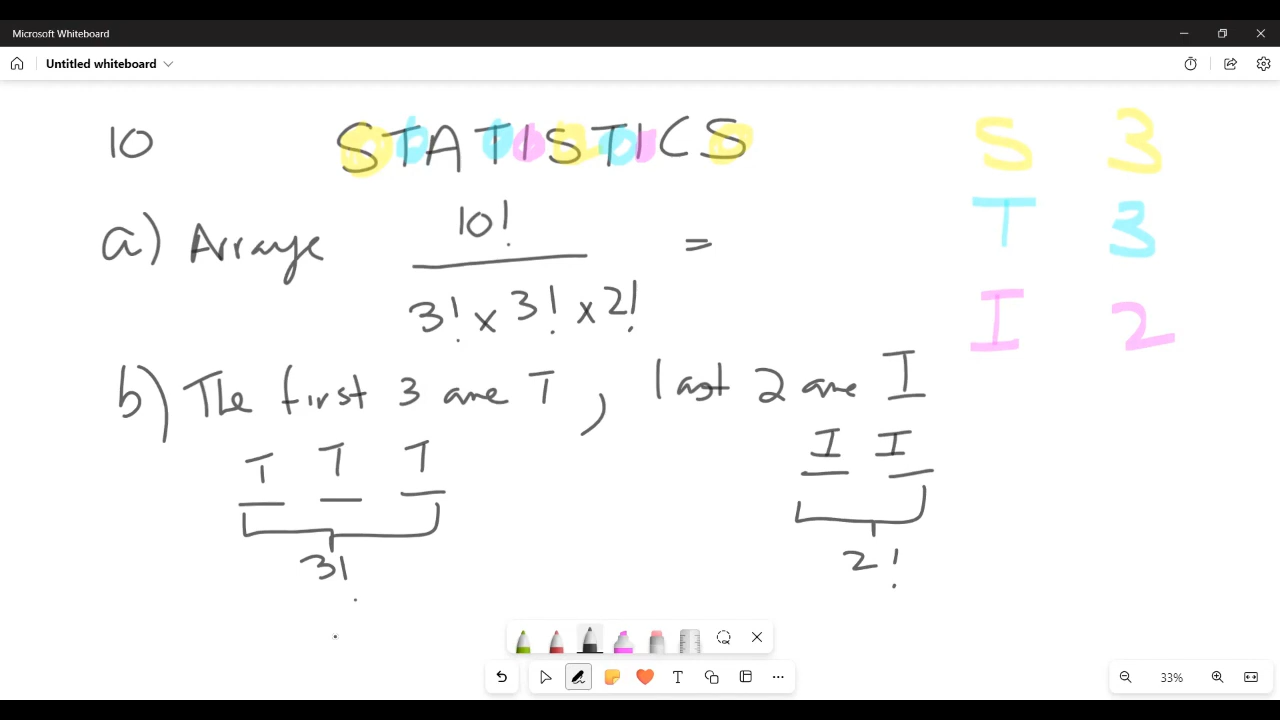 Microsoft Whiteboard
Untitled whiteboard
10 STATISTICS
S 3
T 3
I 2
a) Arrange 10! / 3! x 3! x 2! =
b) The first 3 are T, last 2 are I
T T T I I
3! 2!
33%